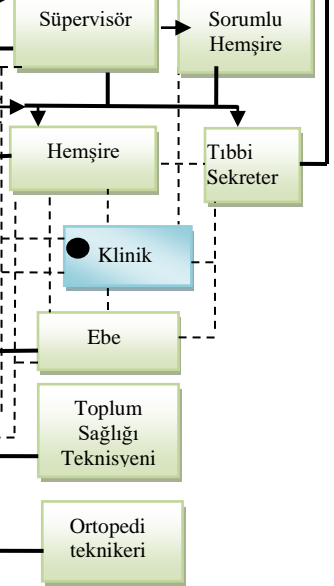 Süpervisör
Sorumlu
Hemşire
Hemşire
Tıbbi
Sekreter
Klinik
Ebe
Toplum
Sağlığı
Teknisyeni
Ortopedi
teknikeri